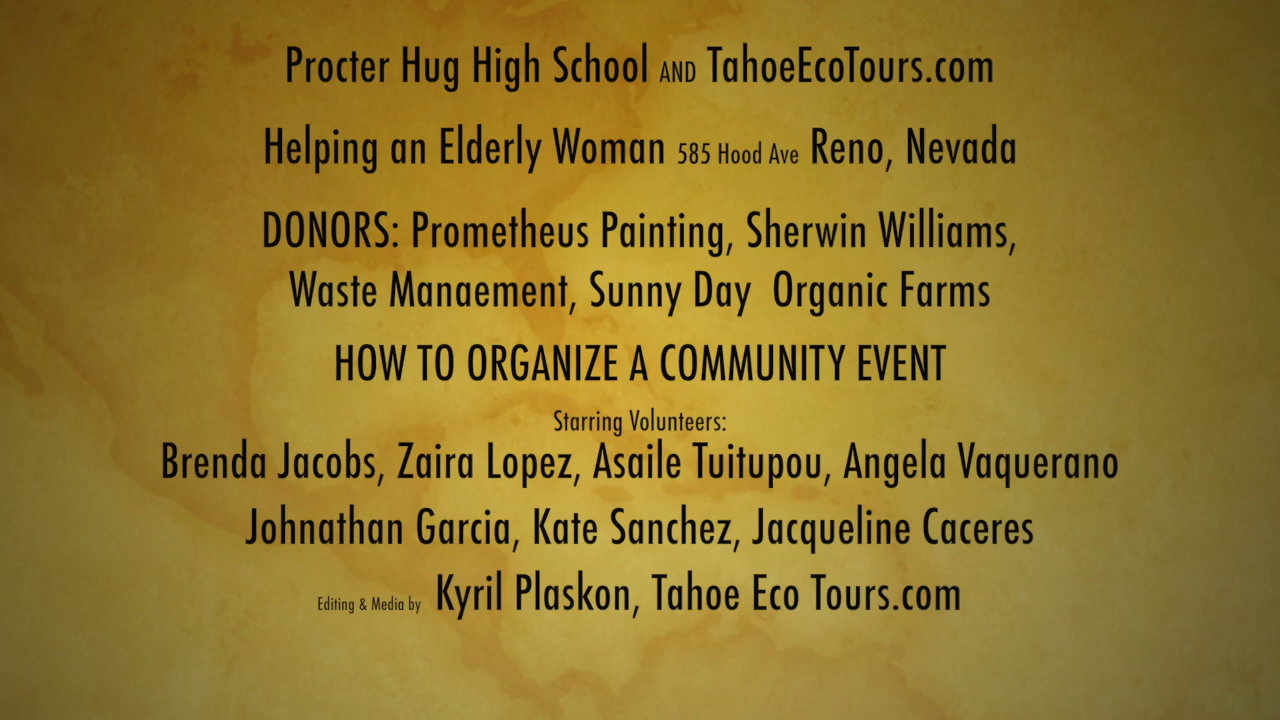 Procter Hug High School AND TahoeEcoTours.com
Helping an Elderly Woman 585 Hood Ave Reno, Nevada
DONORS: Prometheus Painting, Sherwin Williams,
Waste Manaement, Sunny Day Organic Farms
HOW TO ORGANIZE A COMMUNITY EVENT
Starring Volunteers:
Brenda Jacobs, Zaira Lopez, Asaile Tuitupou, Angela Vaquerano
Johnathan Garcia, Kate Sanchez, Jacqueline Caceres
Editing & Media by Kyril Plaskon, Tahoe Eco Tours.com